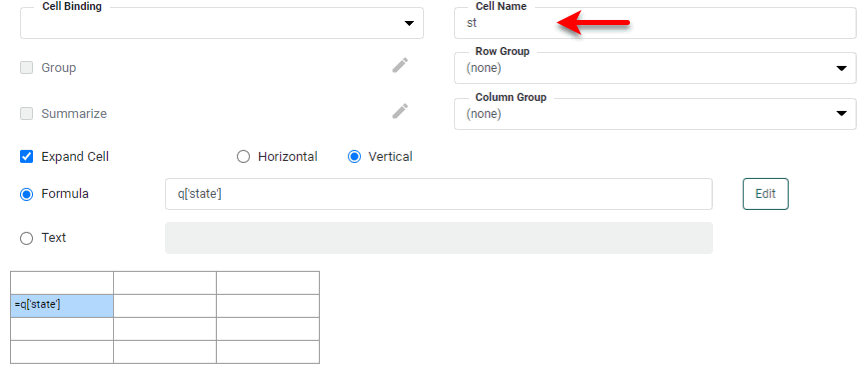 Cell Binding
Cell Name
st
Group
Row Group
(none)
Summarize
Column Group
(none)
Expand Cell
Horizontal
Vertical
Formula
q['state']
Edit
Text
=q['state']